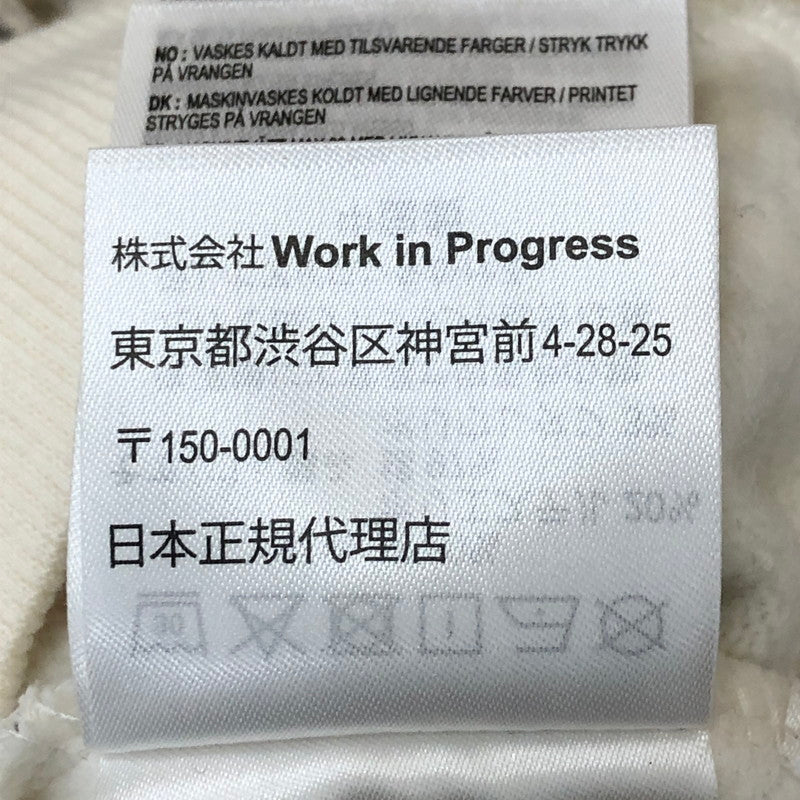 NO : VASKES KALDT MED TILSVARENDE FARGER / STRYK TRYKK
PÅ VRANGEN
DK : MASKINVASKES KOLDT MED LIGNENDE FARVER / PRINTET
STRYGES PÅ VRANGEN
株式会社 Work in Progress
東京都渋谷区神宮前4-28-25
〒150-0001
日本正規代理店